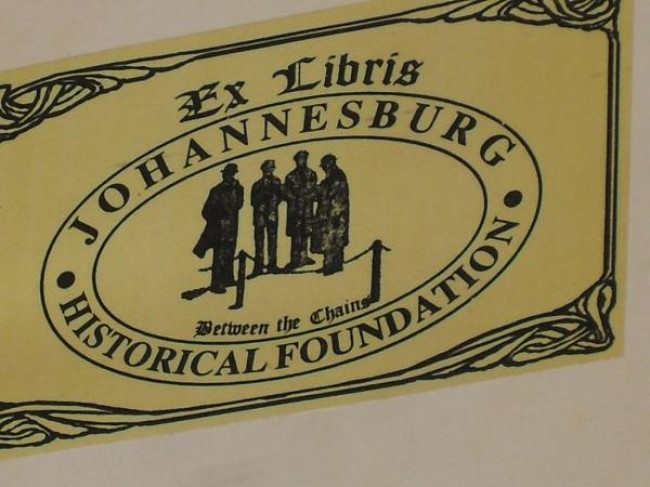 Ex Libris
JOHANNESBURG
Between the Chains
• HISTORICAL FOUNDATION •